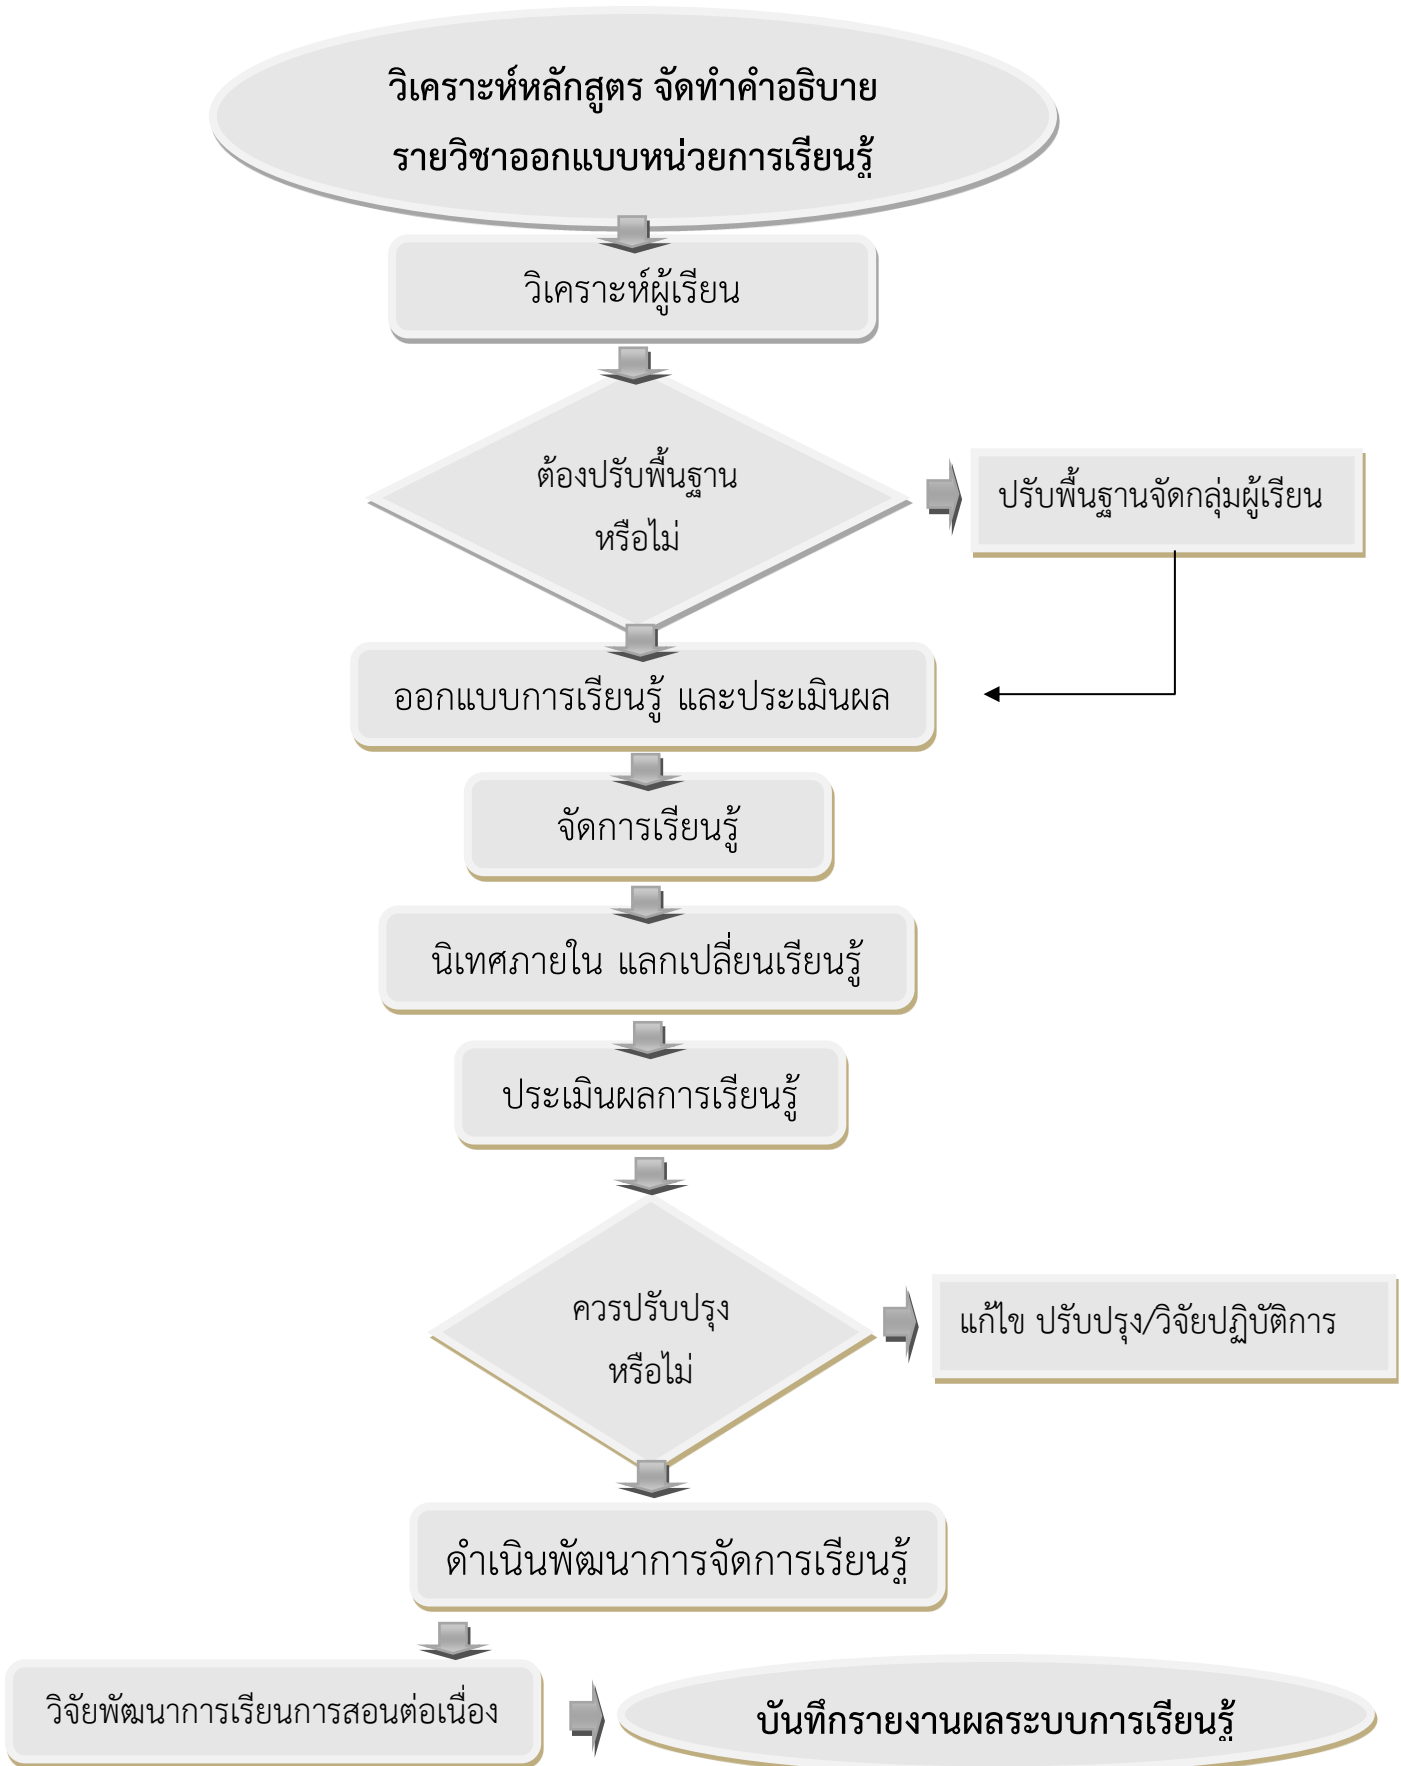 วิเคราะห์หลักสูตร จัดทำคำอธิบาย
รายวิชาออกแบบหน่วยการเรียนรู้
วิเคราะห์ผู้เรียน
ต้องปรับพื้นฐาน
หรือไม่
ปรับพื้นฐานจัดกลุ่มผู้เรียน
ออกแบบการเรียนรู้ และประเมินผล
จัดการเรียนรู้
นิเทศภายใน แลกเปลี่ยนเรียนรู้
ประเมินผลการเรียนรู้
ควรปรับปรุง
หรือไม่
แก้ไข ปรับปรุง/วิจัยปฏิบัติการ
ดำเนินพัฒนาการจัดการเรียนรู้
วิจัยพัฒนาการเรียนการสอนต่อเนื่อง
บันทึกรายงานผลระบบการเรียนรู้